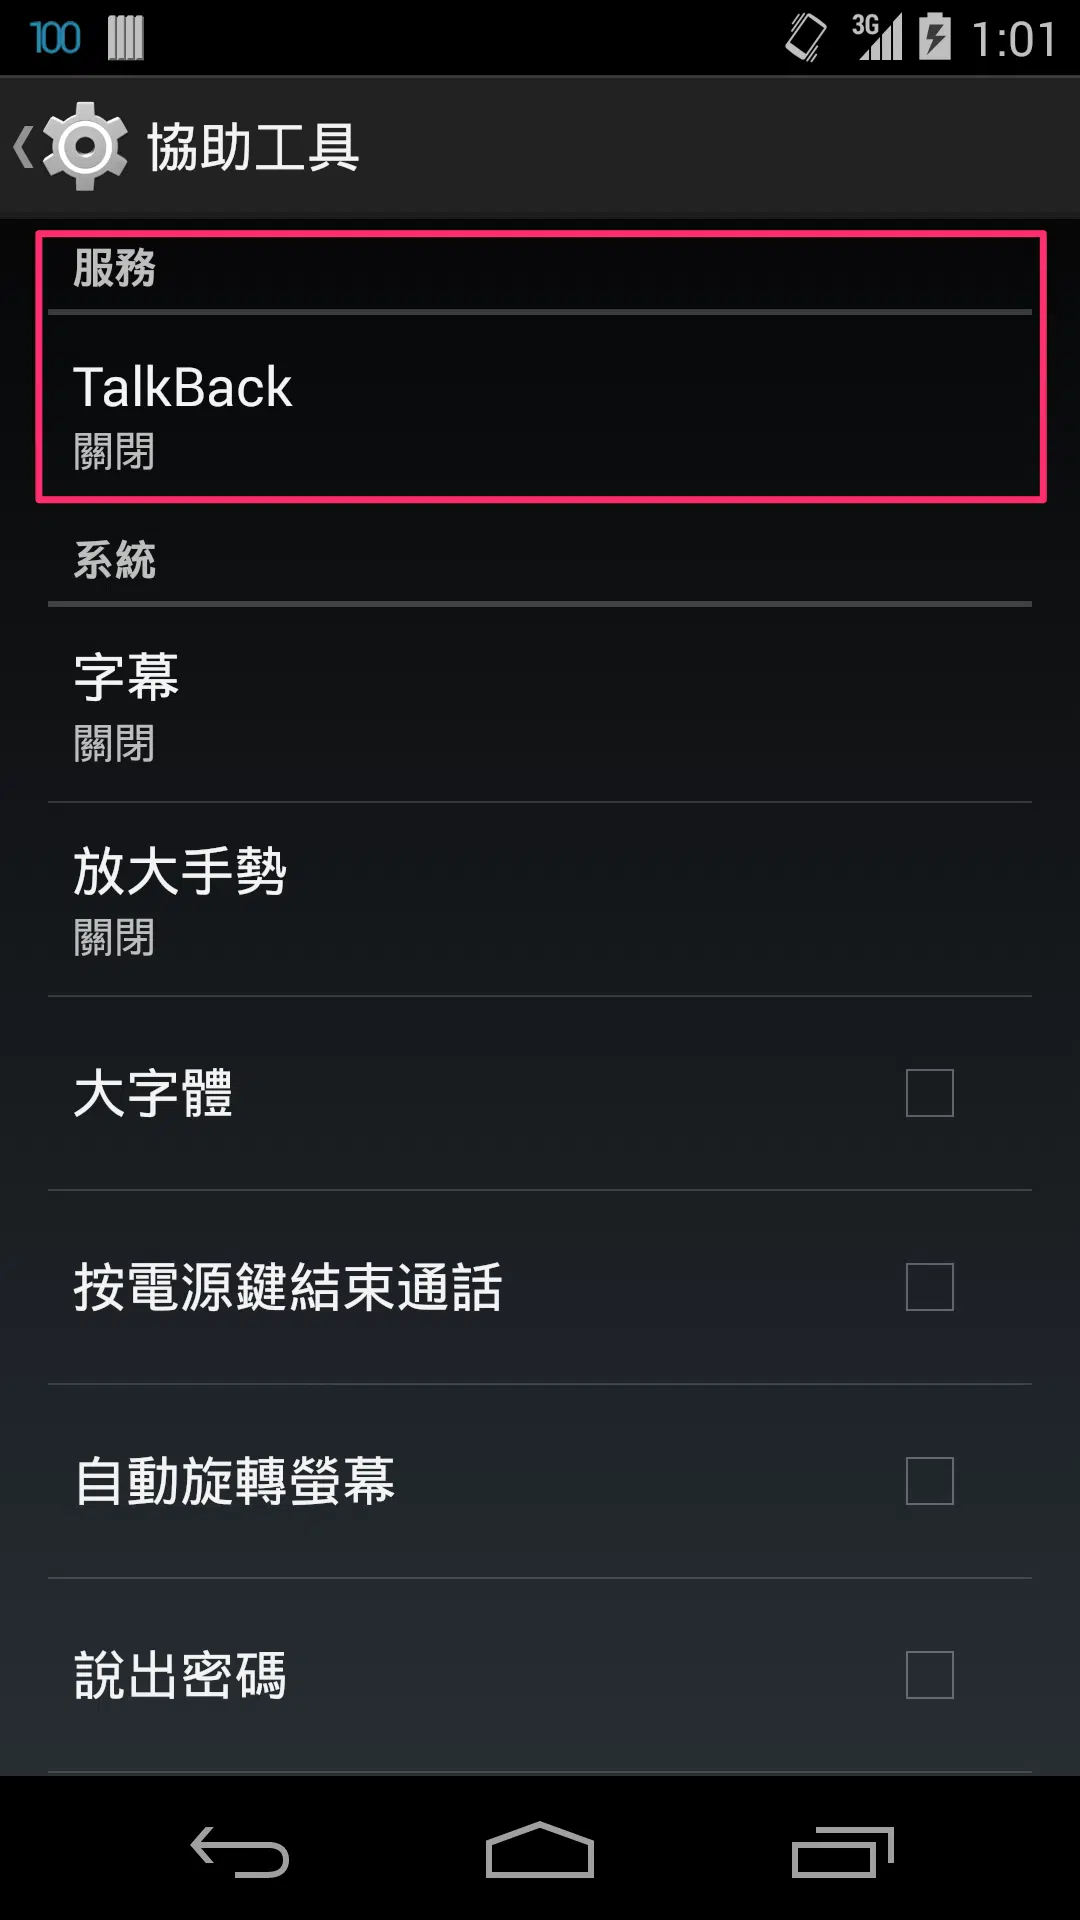 100
3G
1:01
協助工具
服務
TalkBack
關閉
系統
字幕
關閉
放大手勢
關閉
大字體
按電源鍵結束通話
自動旋轉螢幕
說出密碼